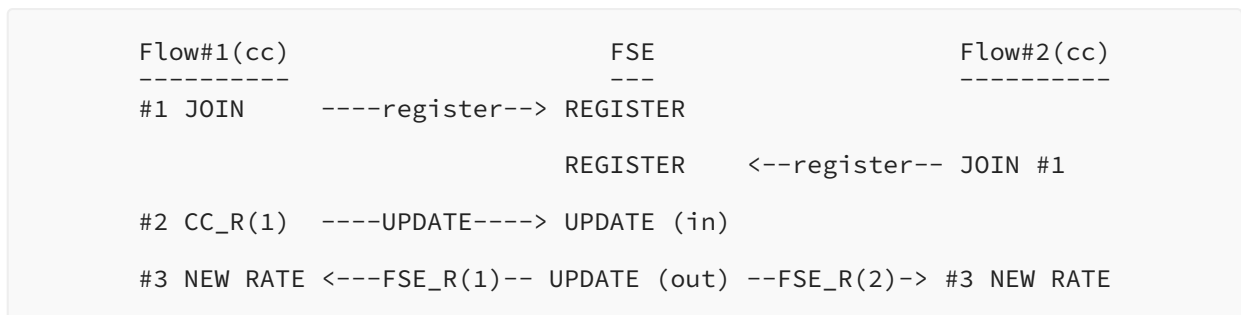 Flow#1(cc)                     FSE                    Flow#2(cc)
----------                     ---                    ----------
#1 JOIN     ----register--> REGISTER
REGISTER    <--register-- JOIN #1
#2 CC_R(1)  ----UPDATE----> UPDATE (in)
#3 NEW RATE <---FSE_R(1)-- UPDATE (out) --FSE_R(2)-> #3 NEW RATE